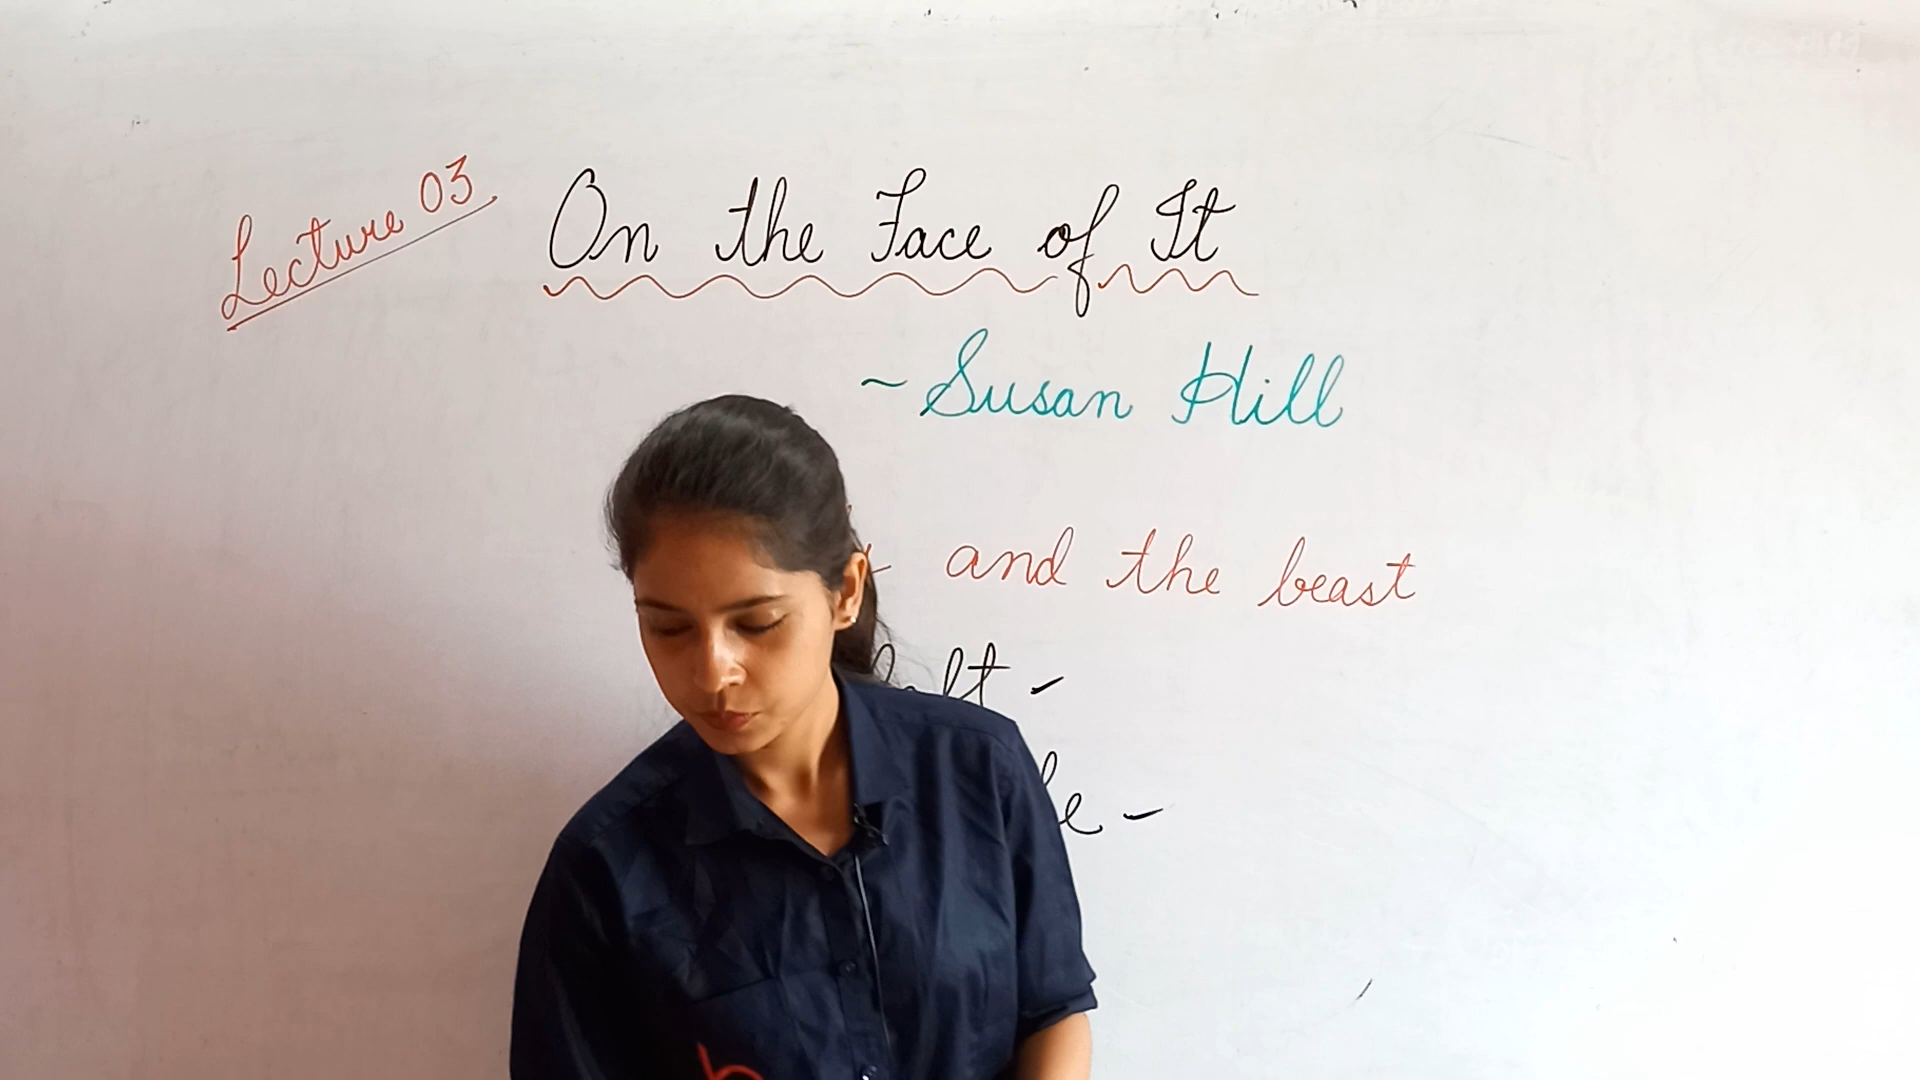 Lecture 03
On the Face of It
~ Susan Hill
and the beast